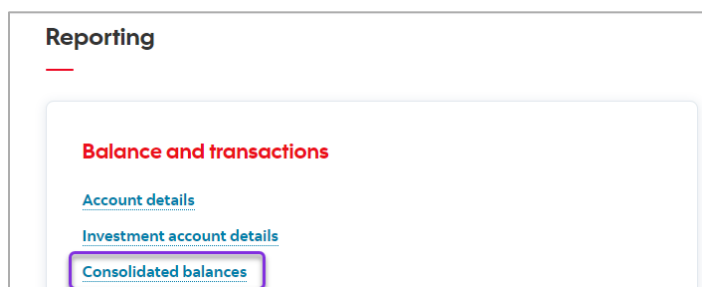 Reporting
Balance and transactions
Account details
Investment account details
Consolidated balances